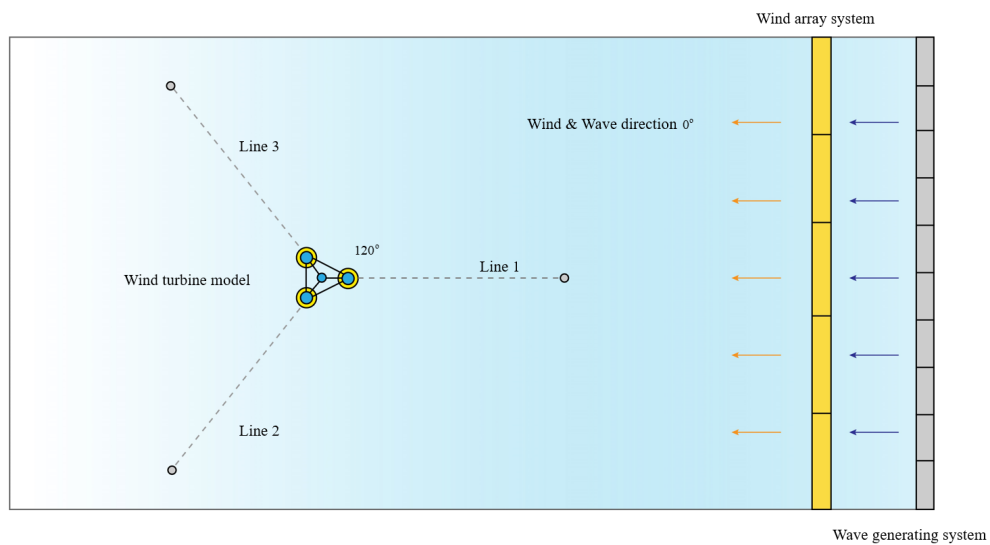 Wind array system
Wind & Wave direction 0°
Line 3
120°
Line 1
Wind turbine model
Line 2
Wave generating system